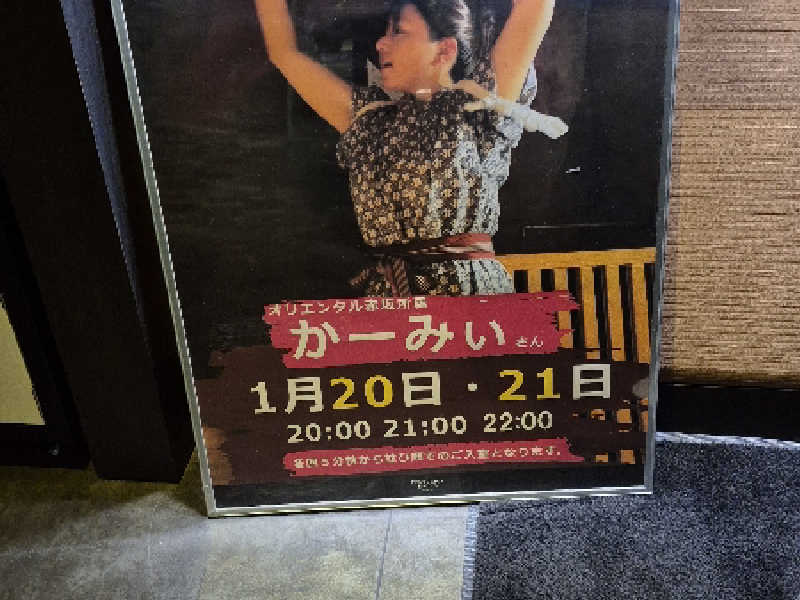 オリエンタル赤坂所属
かーみぃ さん
1月20日・21日
20:00 21:00 22:00
各回5分前から並び順でのご入室となります。